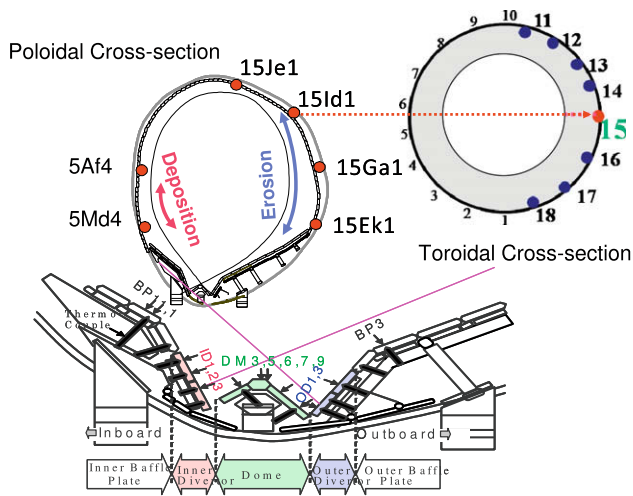 Poloidal Cross-section
15Je1
15Id1
5Af4
15Ga1
5Md4
15Ek1
Deposition
Erosion
10
11
9
12
8
13
7
14
6
15
5
16
4
17
3
18
2
1
Toroidal Cross-section
BP11,1
Thermo
Couple
ID1,2,3
DM3,5,6,7,9
OD1,3
BP3
Inboard
Outboard
Inner Baffle
Plate
Inner
Divertor
Dome
Outer
Divertor
Outer Baffle
Plate